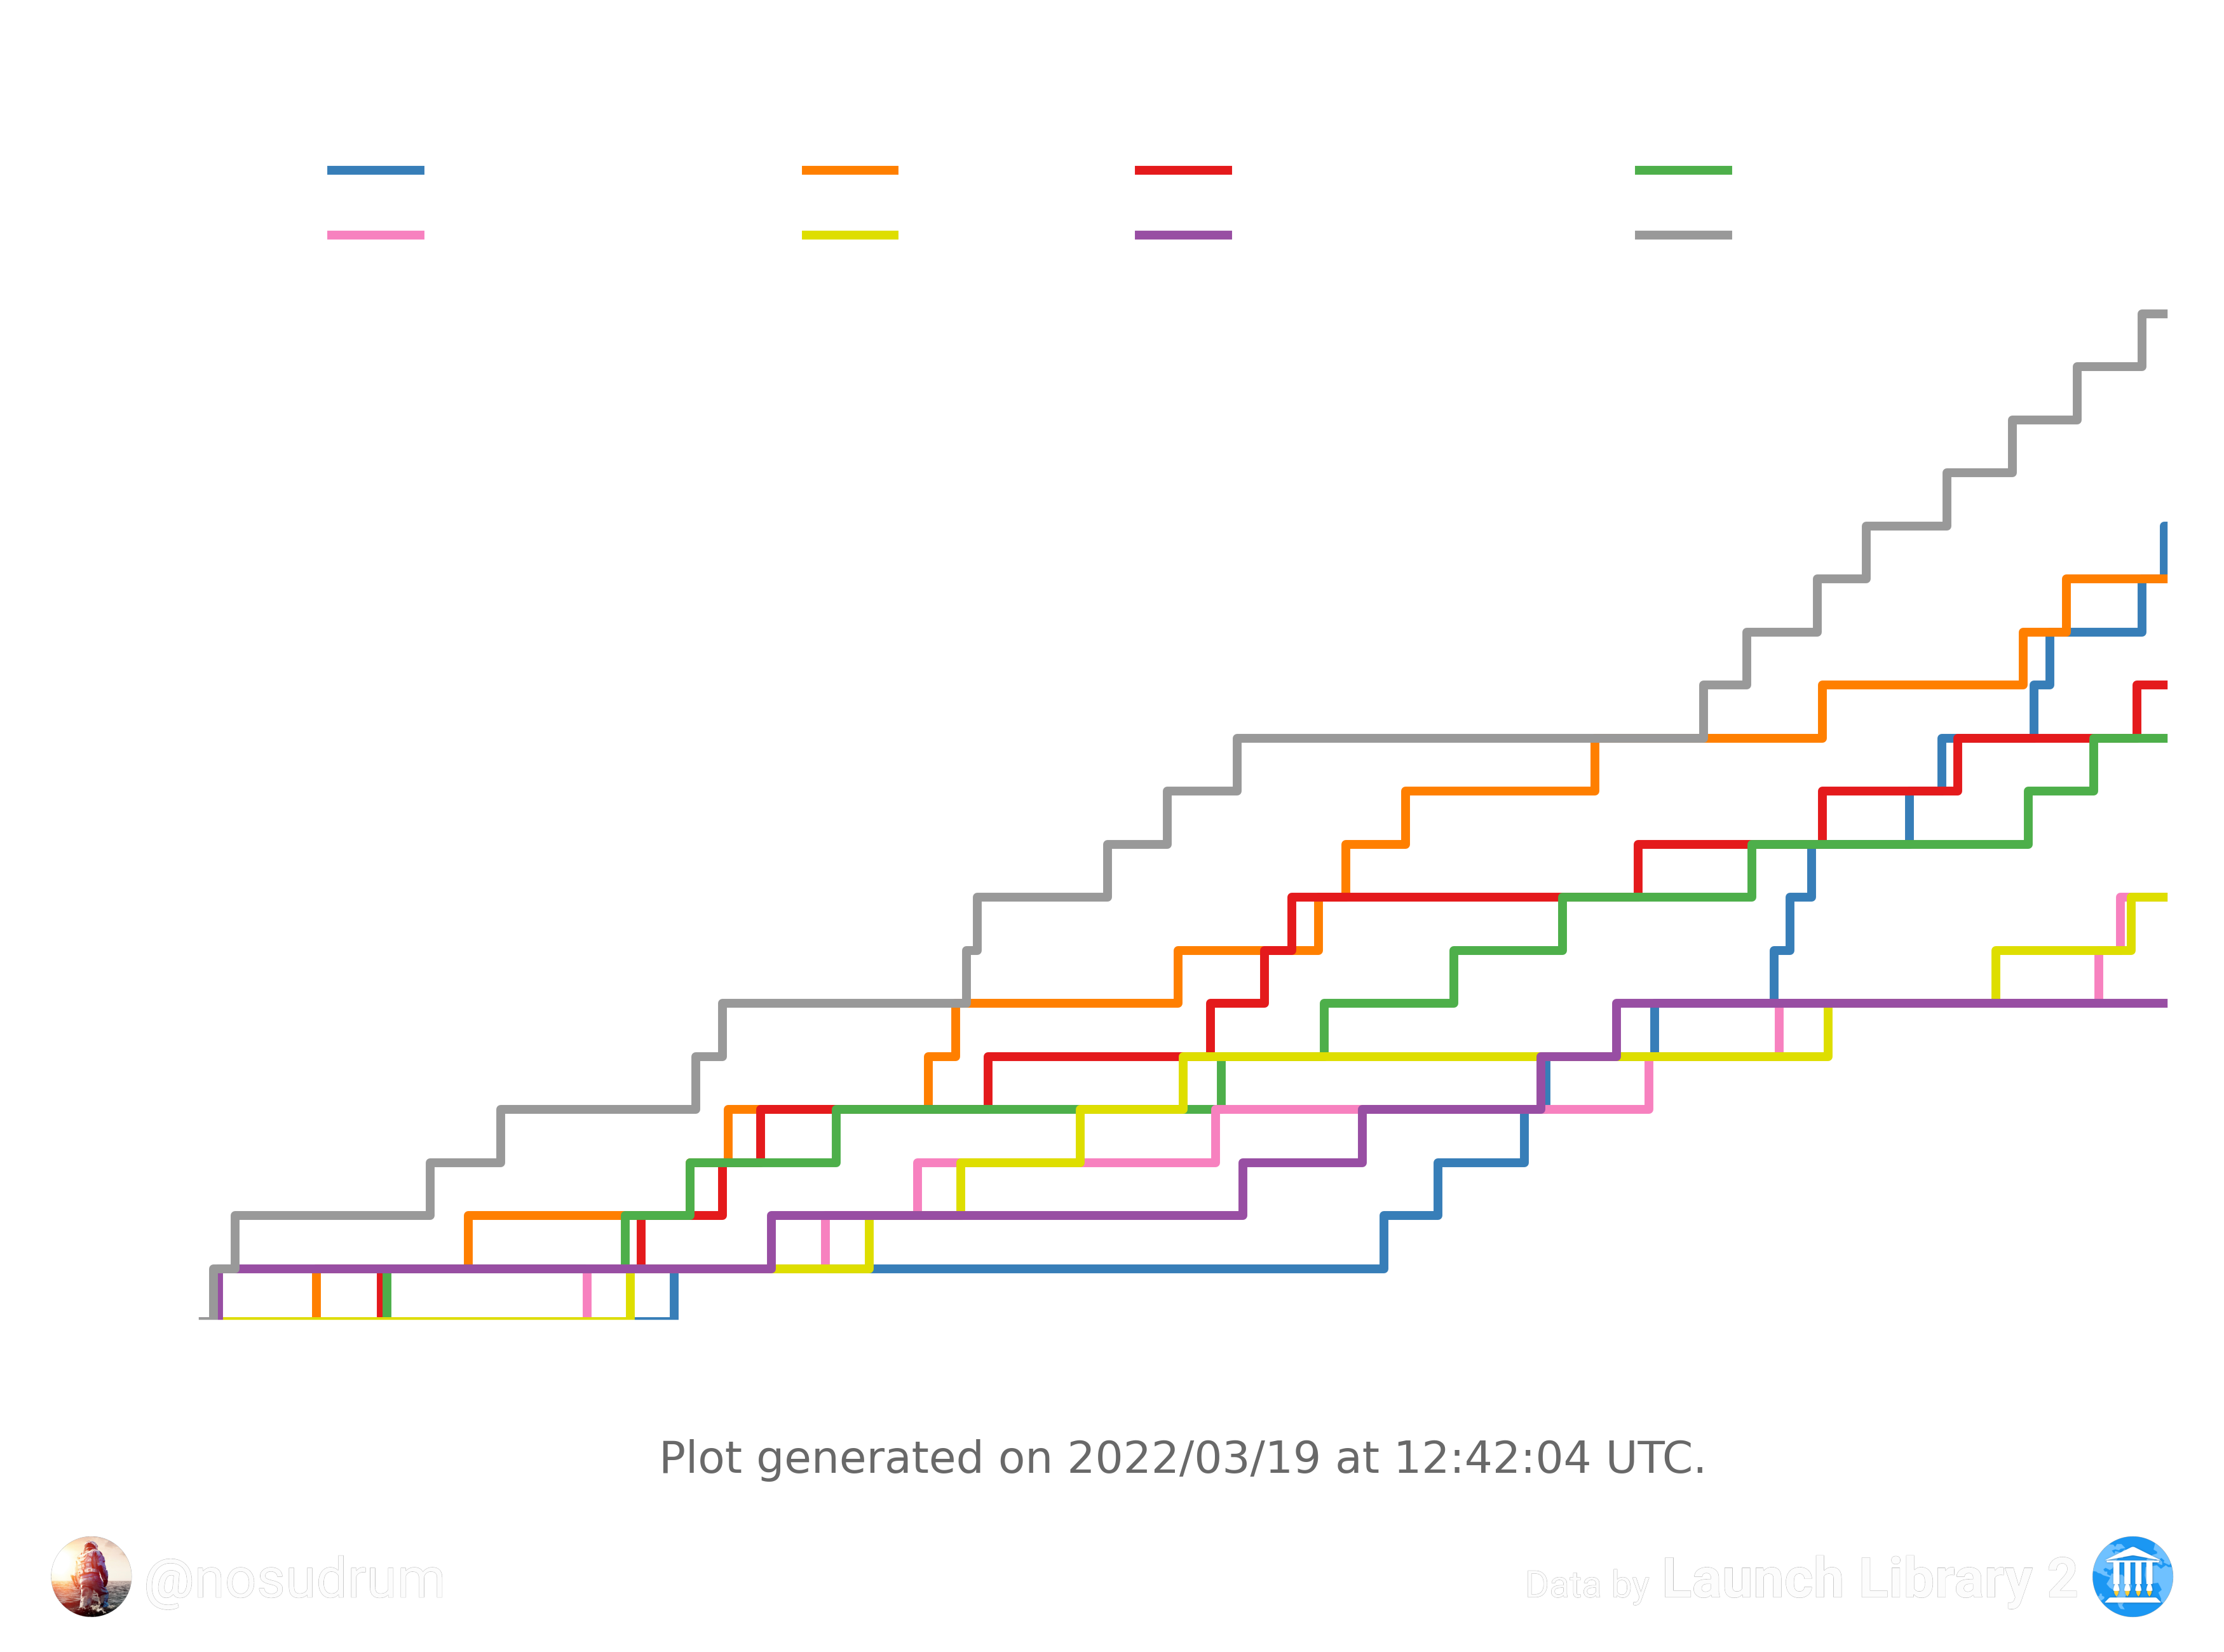 Plot generated on 2022/03/19 at 12:42:04 UTC.
@nosudrum
Data by Launch Library 2